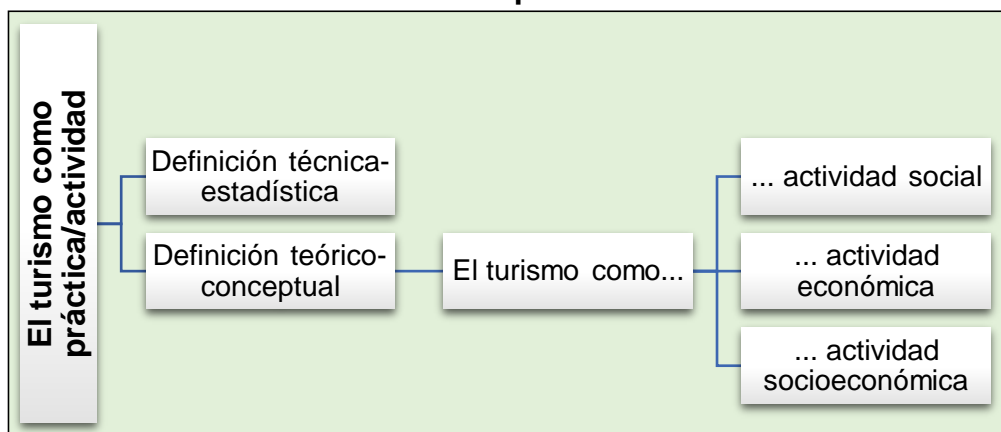 El turismo como
práctica/actividad
Definición técnica-
estadística
Definición teórico-
conceptual
El turismo como...
... actividad social
... actividad
económica
... actividad
socioeconómica